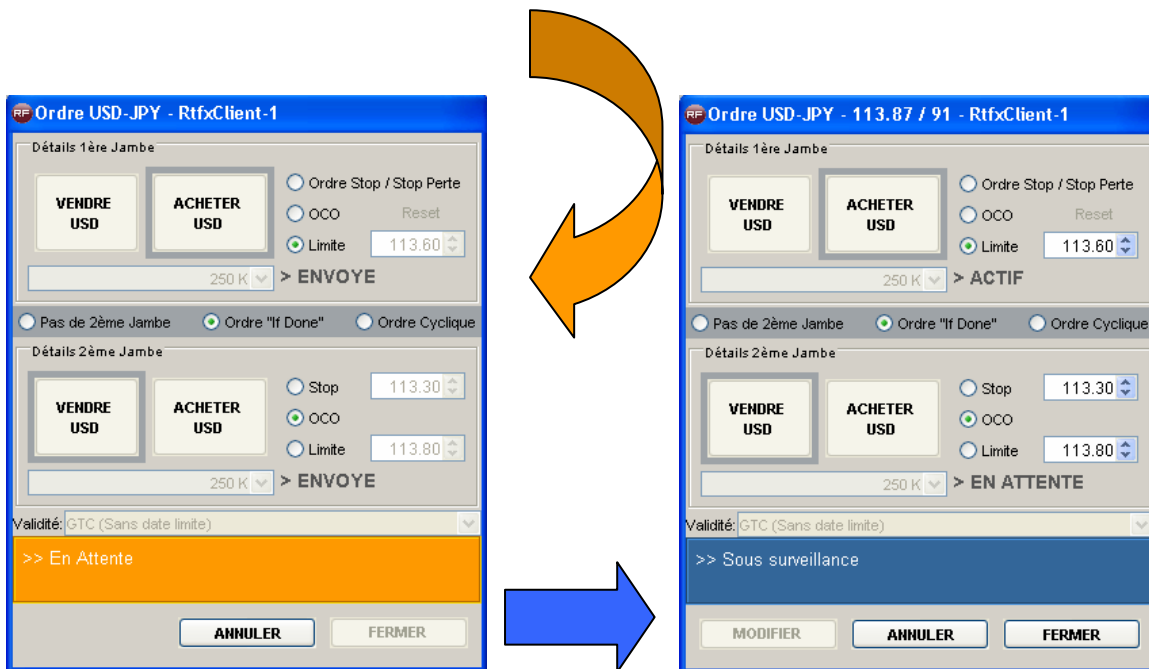 RF Ordre USD-JPY - RtfxClient-1
Détails 1ère Jambe
VENDRE USD
ACHETER USD
Ordre Stop / Stop Perte
OCO Reset
Limite 113.60
250 K > ENVOYE
Pas de 2ème Jambe Ordre "If Done" Ordre Cyclique
Détails 2ème Jambe
VENDRE USD
ACHETER USD
Stop 113.30
OCO
Limite 113.80
250 K > ENVOYE
Validité: GTC (Sans date limite)
>> En Attente
ANNULER FERMER
RF Ordre USD-JPY - 113.87 / 91 - RtfxClient-1
Détails 1ère Jambe
VENDRE USD
ACHETER USD
Ordre Stop / Stop Perte
OCO Reset
Limite 113.60
250 K > ACTIF
Pas de 2ème Jambe Ordre "If Done" Ordre Cyclique
Détails 2ème Jambe
VENDRE USD
ACHETER USD
Stop 113.30
OCO
Limite 113.80
250 K > EN ATTENTE
Validité: GTC (Sans date limite)
>> Sous surveillance
MODIFIER ANNULER FERMER